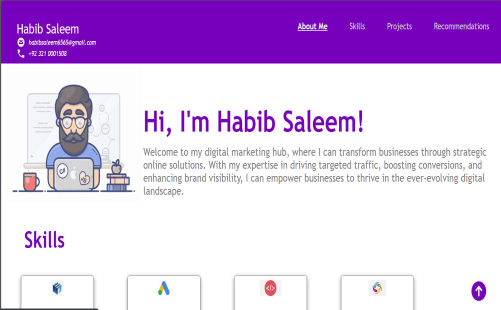 Habib Saleem
habibsaleem6565@gmail.com
+92 321 0001508
About Me
Skills
Projects
Recommendations
Hi, I'm Habib Saleem!
Welcome to my digital marketing hub, where I can transform businesses through strategic
online solutions. With my expertise in driving targeted traffic, boosting conversions, and
enhancing brand visibility, I can empower businesses to thrive in the ever-evolving digital
landscape.
Skills